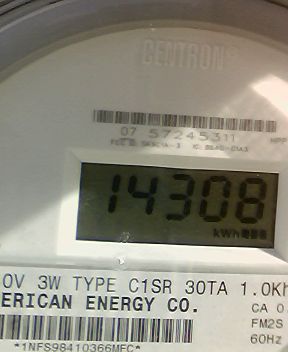 CENTRON®
07 57245311
14308
kWh
0V 3W TYPE C1SR 30TA 1.0Kh
ERICAN ENERGY CO.
CA 0.
FM2S
60Hz
*1NFS98410366MFC*